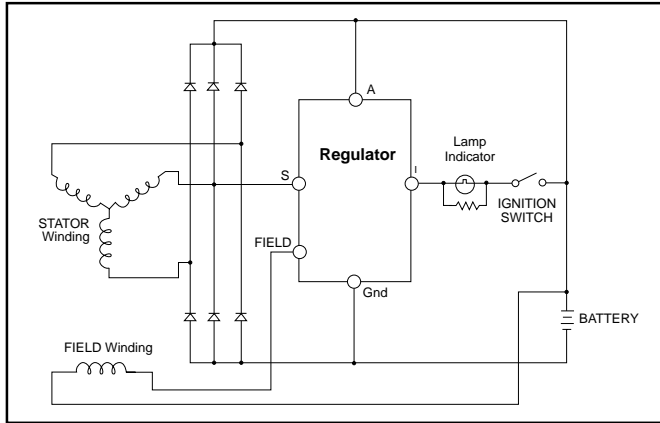 A
Regulator
Lamp
Indicator
S
I
IGNITION
SWITCH
STATOR
Winding
FIELD
Gnd
BATTERY
FIELD Winding